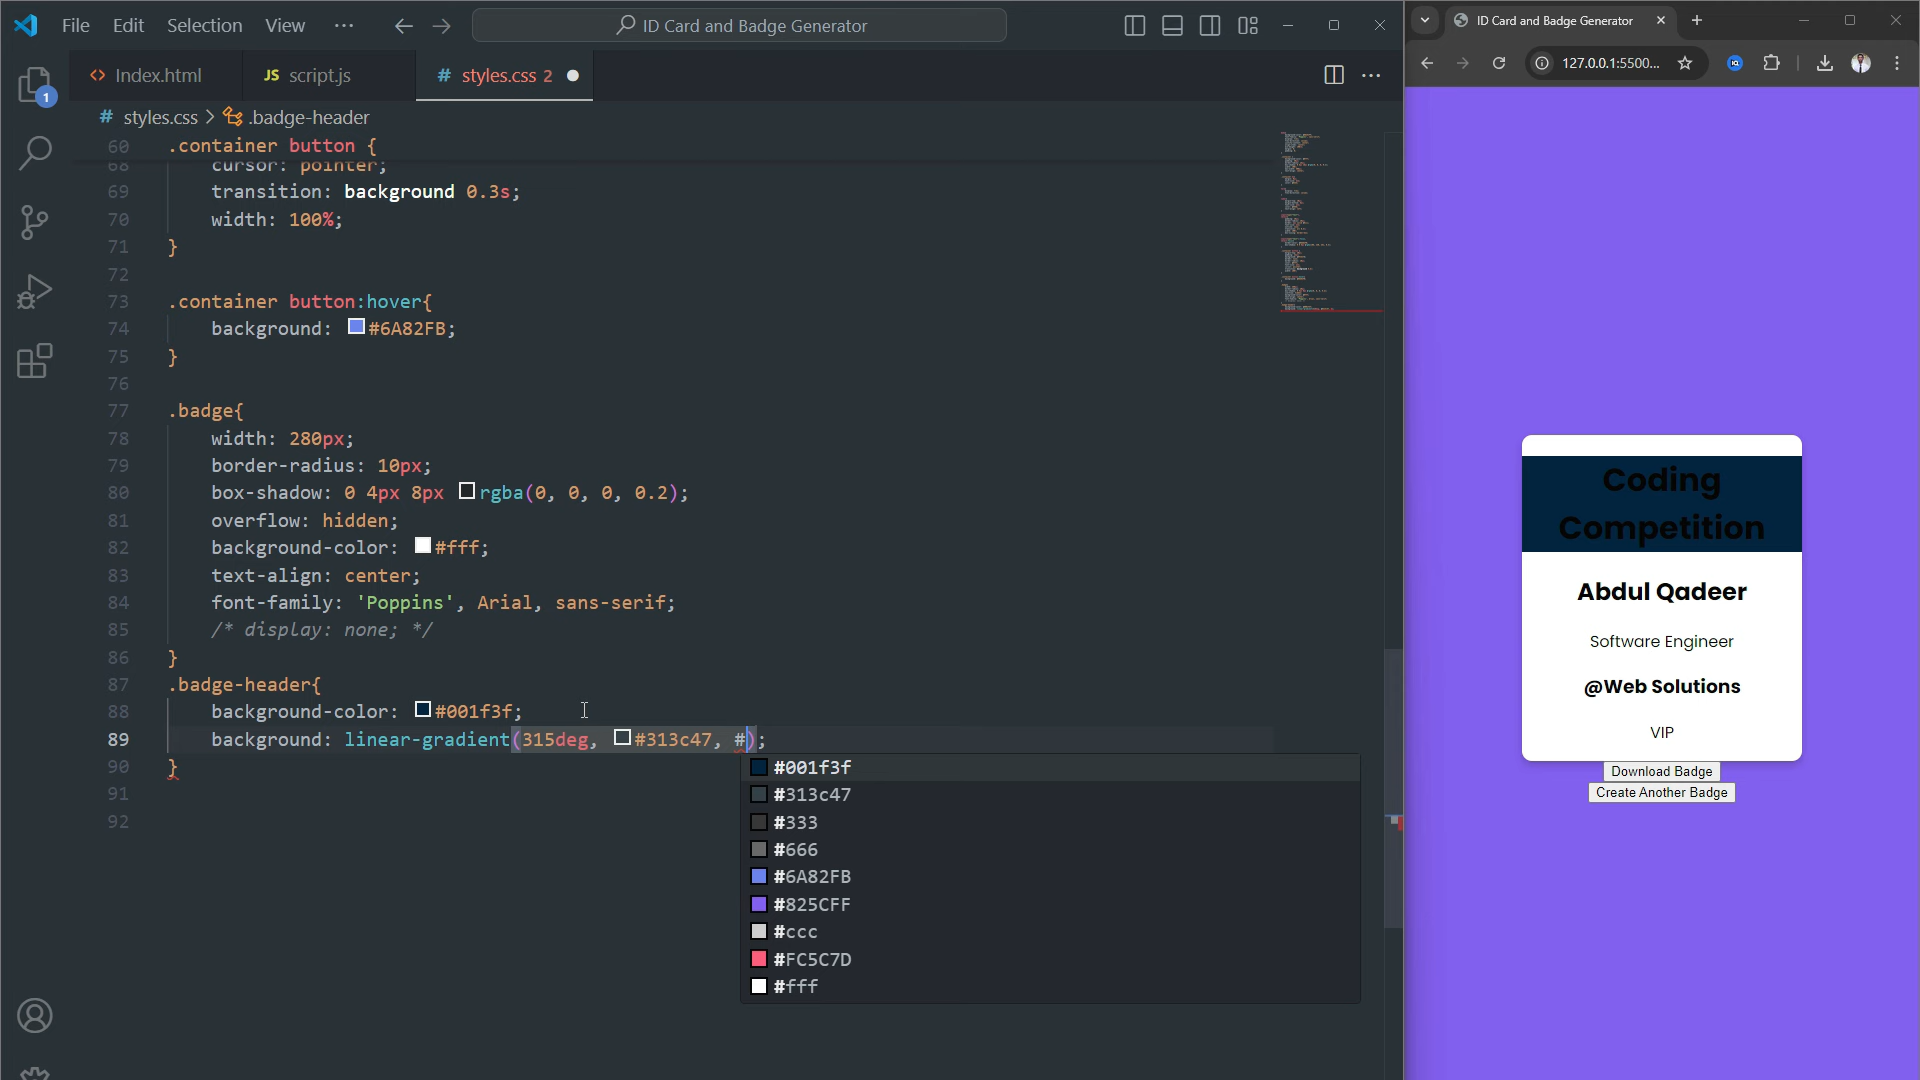 File Edit Selection View ··· ID Card and Badge Generator
Index.html JS script.js # styles.css 2
# styles.css > .badge-header
60 .container button {
68 cursor: pointer;
69 transition: background 0.3s;
70 width: 100%;
71 }
72
73 .container button:hover{
74 background: #6A82FB;
75 }
76
77 .badge{
78 width: 280px;
79 border-radius: 10px;
80 box-shadow: 0 4px 8px rgba(0, 0, 0, 0.2);
81 overflow: hidden;
82 background-color: #fff;
83 text-align: center;
84 font-family: 'Poppins', Arial, sans-serif;
85 /* display: none; */
86 }
87 .badge-header{
88 background-color: #001f3f;
89 background: linear-gradient(315deg, #313c47, #);
90 }
91
92
#001f3f
#313c47
#333
#666
#6A82FB
#825CFF
#ccc
#FC5C7D
#fff
1
ID Card and Badge Generator
127.0.0.1:5500...
Coding
Competition
Abdul Qadeer
Software Engineer
@Web Solutions
VIP
Download Badge
Create Another Badge